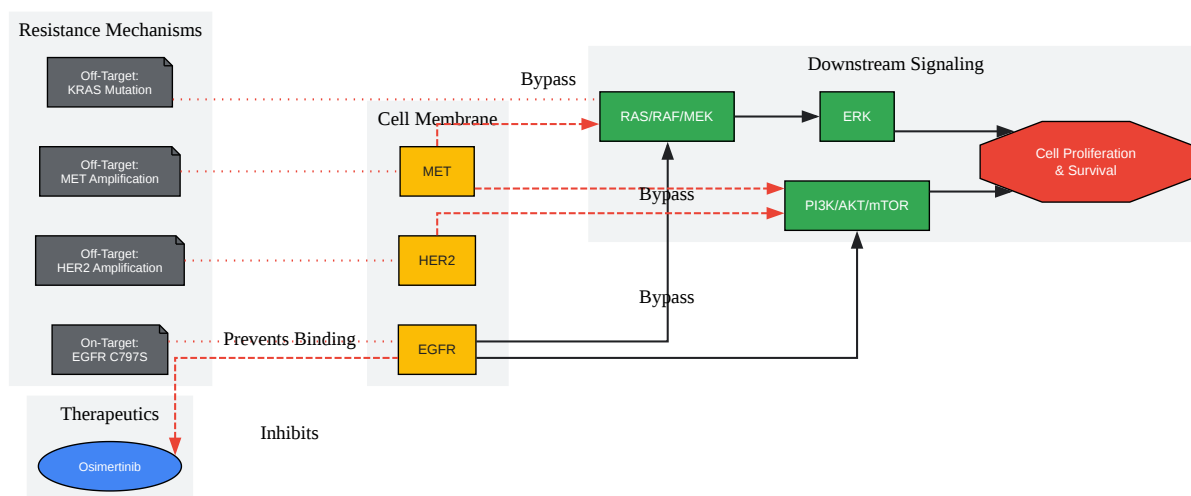 Resistance Mechanisms
Off-Target:
KRAS Mutation
Off-Target:
MET Amplification
Off-Target:
HER2 Amplification
On-Target:
EGFR C797S
Therapeutics
Osimertinib
Prevents Binding
Inhibits
Cell Membrane
MET
HER2
EGFR
Bypass
Bypass
Bypass
Downstream Signaling
RAS/RAF/MEK
ERK
PI3K/AKT/mTOR
Cell Proliferation
& Survival